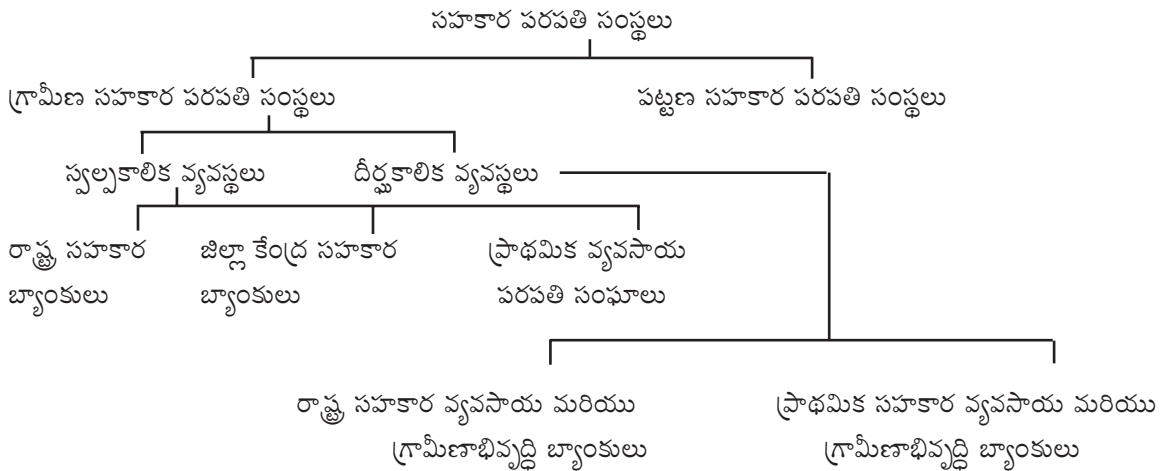 సహకార పరపతి సంస్థలు
గ్రామీణ సహకార పరపతి సంస్థలు
పట్టణ సహకార పరపతి సంస్థలు
స్వల్పకాలిక వ్యవస్థలు
దీర్ఘకాలిక వ్యవస్థలు
రాష్ట్ర సహకార
బ్యాంకులు
జిల్లా కేంద్ర సహకార
బ్యాంకులు
ప్రాథమిక వ్యవసాయ
పరపతి సంఘాలు
రాష్ట్ర సహకార వ్యవసాయ మరియు
గ్రామీణాభివృద్ధి బ్యాంకులు
ప్రాథమిక సహకార వ్యవసాయ మరియు
గ్రామీణాభివృద్ధి బ్యాంకులు